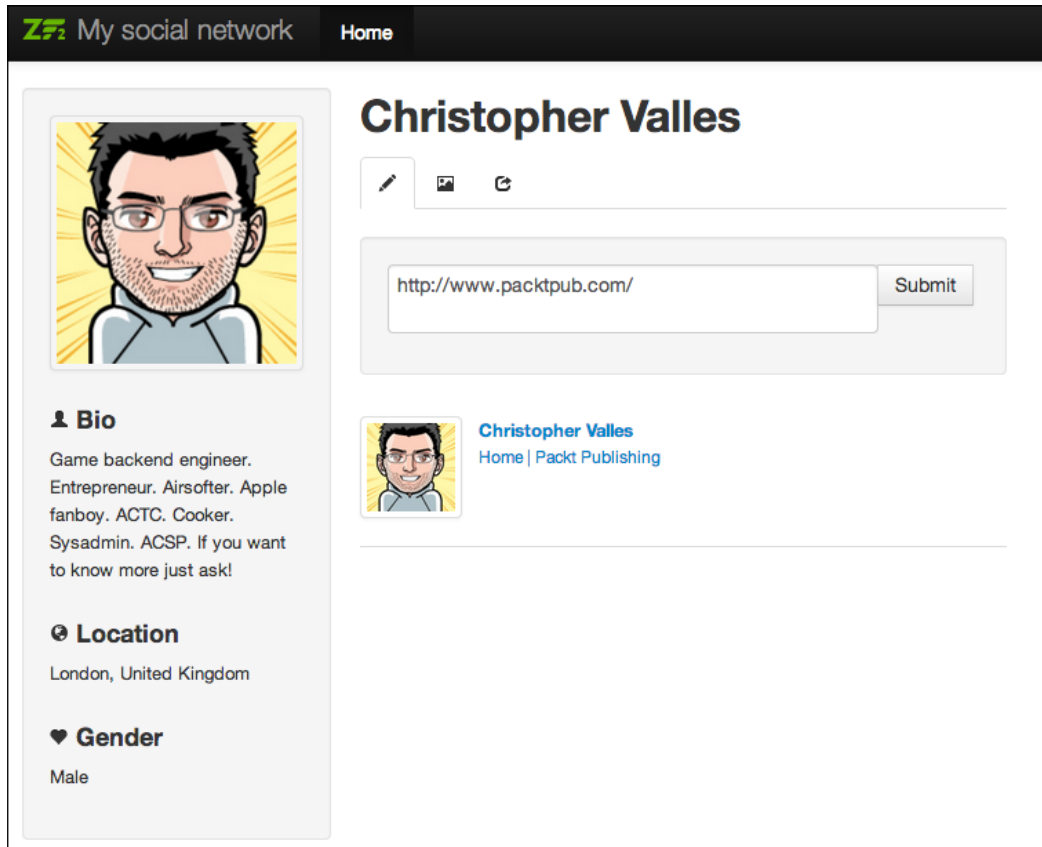 ZF2 My social network Home
Christopher Valles
http://www.packtpub.com/ Submit
Christopher Valles
Home | Packt Publishing
Bio
Game backend engineer.
Entrepreneur. Airsofter. Apple
fanboy. ACTC. Cooker.
Sysadmin. ACSP. If you want
to know more just ask!
Location
London, United Kingdom
Gender
Male